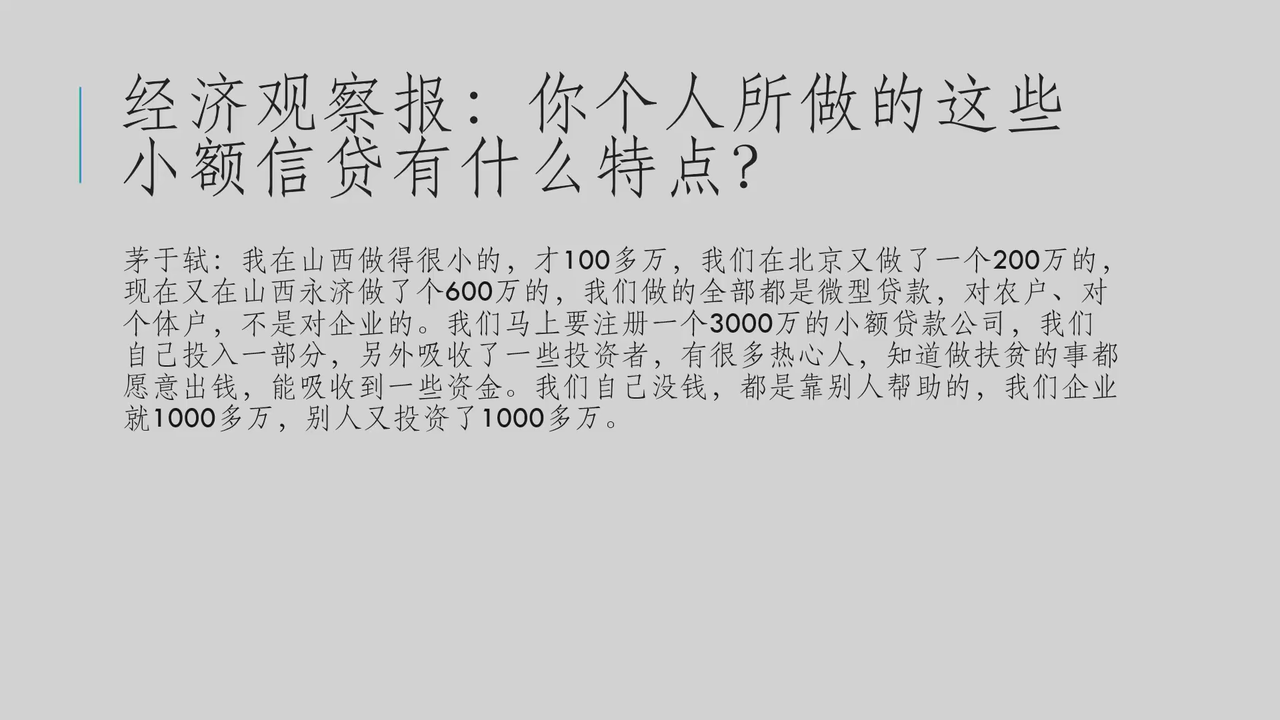 经济观察报：你个人所做的这些
小额信贷有什么特点？
茅于轼：我在山西做得很小的，才100多万，我们在北京又做了一个200万的，
现在又在山西永济做了个600万的，我们做的全部都是微型贷款，对农户、对
个体户，不是对企业的。我们马上要注册一个3000万的小额贷款公司，我们
自己投入一部分，另外吸收了一些投资者，有很多热心人，知道做扶贫的事都
愿意出钱，能吸收到一些资金。我们自己没钱，都是靠别人帮助的，我们企业
就1000多万，别人又投资了1000多万。